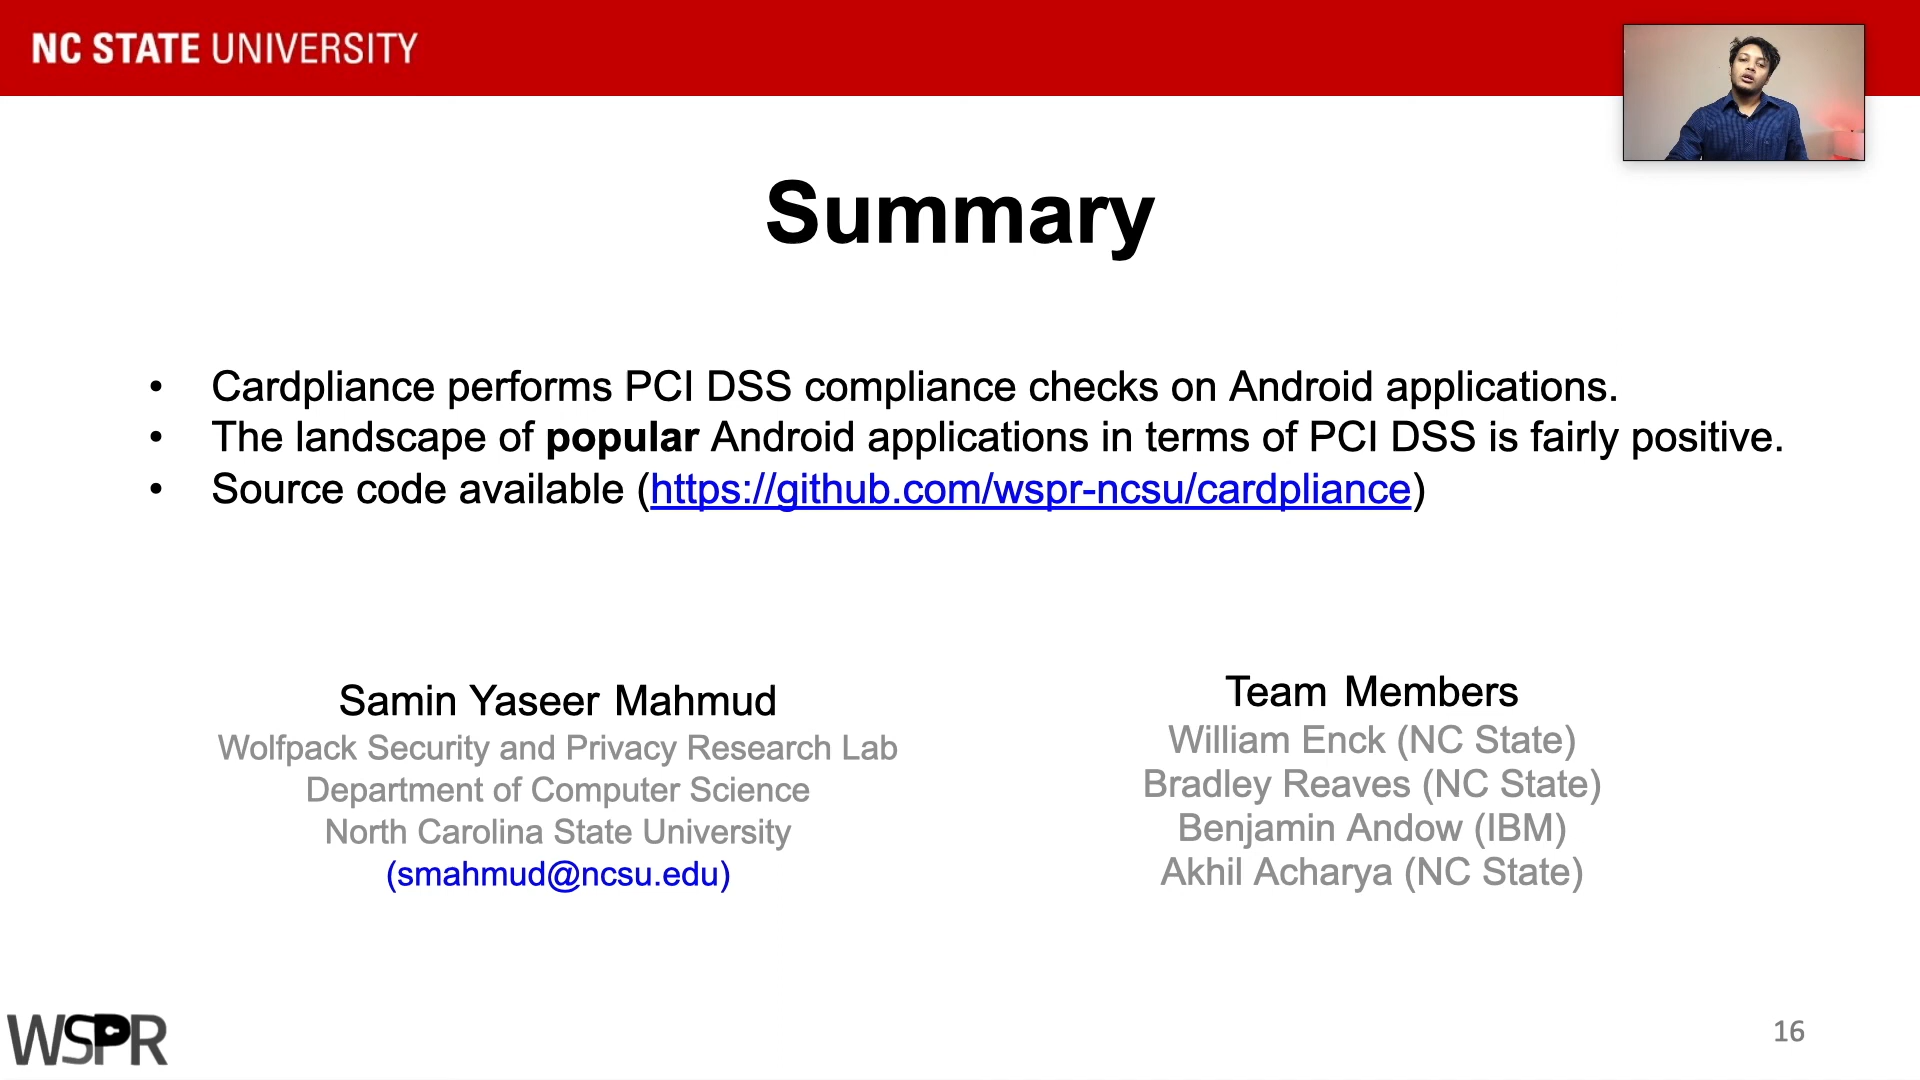 NC STATE UNIVERSITY
Summary
• Cardpliance performs PCI DSS compliance checks on Android applications.
• The landscape of popular Android applications in terms of PCI DSS is fairly positive.
• Source code available (https://github.com/wspr-ncsu/cardpliance)
Samin Yaseer Mahmud
Wolfpack Security and Privacy Research Lab
Department of Computer Science
North Carolina State University
(smahmud@ncsu.edu)
Team Members
William Enck (NC State)
Bradley Reaves (NC State)
Benjamin Andow (IBM)
Akhil Acharya (NC State)
WSPR
16